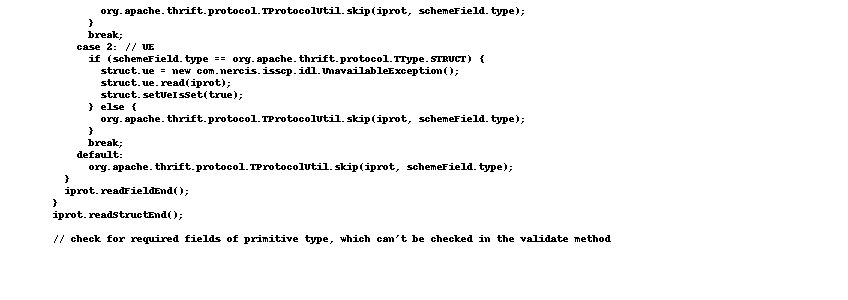 org.apache.thrift.protocol.TProtocolUtil.skip(iprot, schemeField.type);
}
break;
case 2: // UE
if (schemeField.type == org.apache.thrift.protocol.TType.STRUCT) {
struct.ue = new com.nercis.isscp.idl.UnavailableException();
struct.ue.read(iprot);
struct.setUeIsSet(true);
} else {
org.apache.thrift.protocol.TProtocolUtil.skip(iprot, schemeField.type);
}
break;
default:
org.apache.thrift.protocol.TProtocolUtil.skip(iprot, schemeField.type);
}
iprot.readFieldEnd();
}
iprot.readStructEnd();
// check for required fields of primitive type, which can't be checked in the validate method